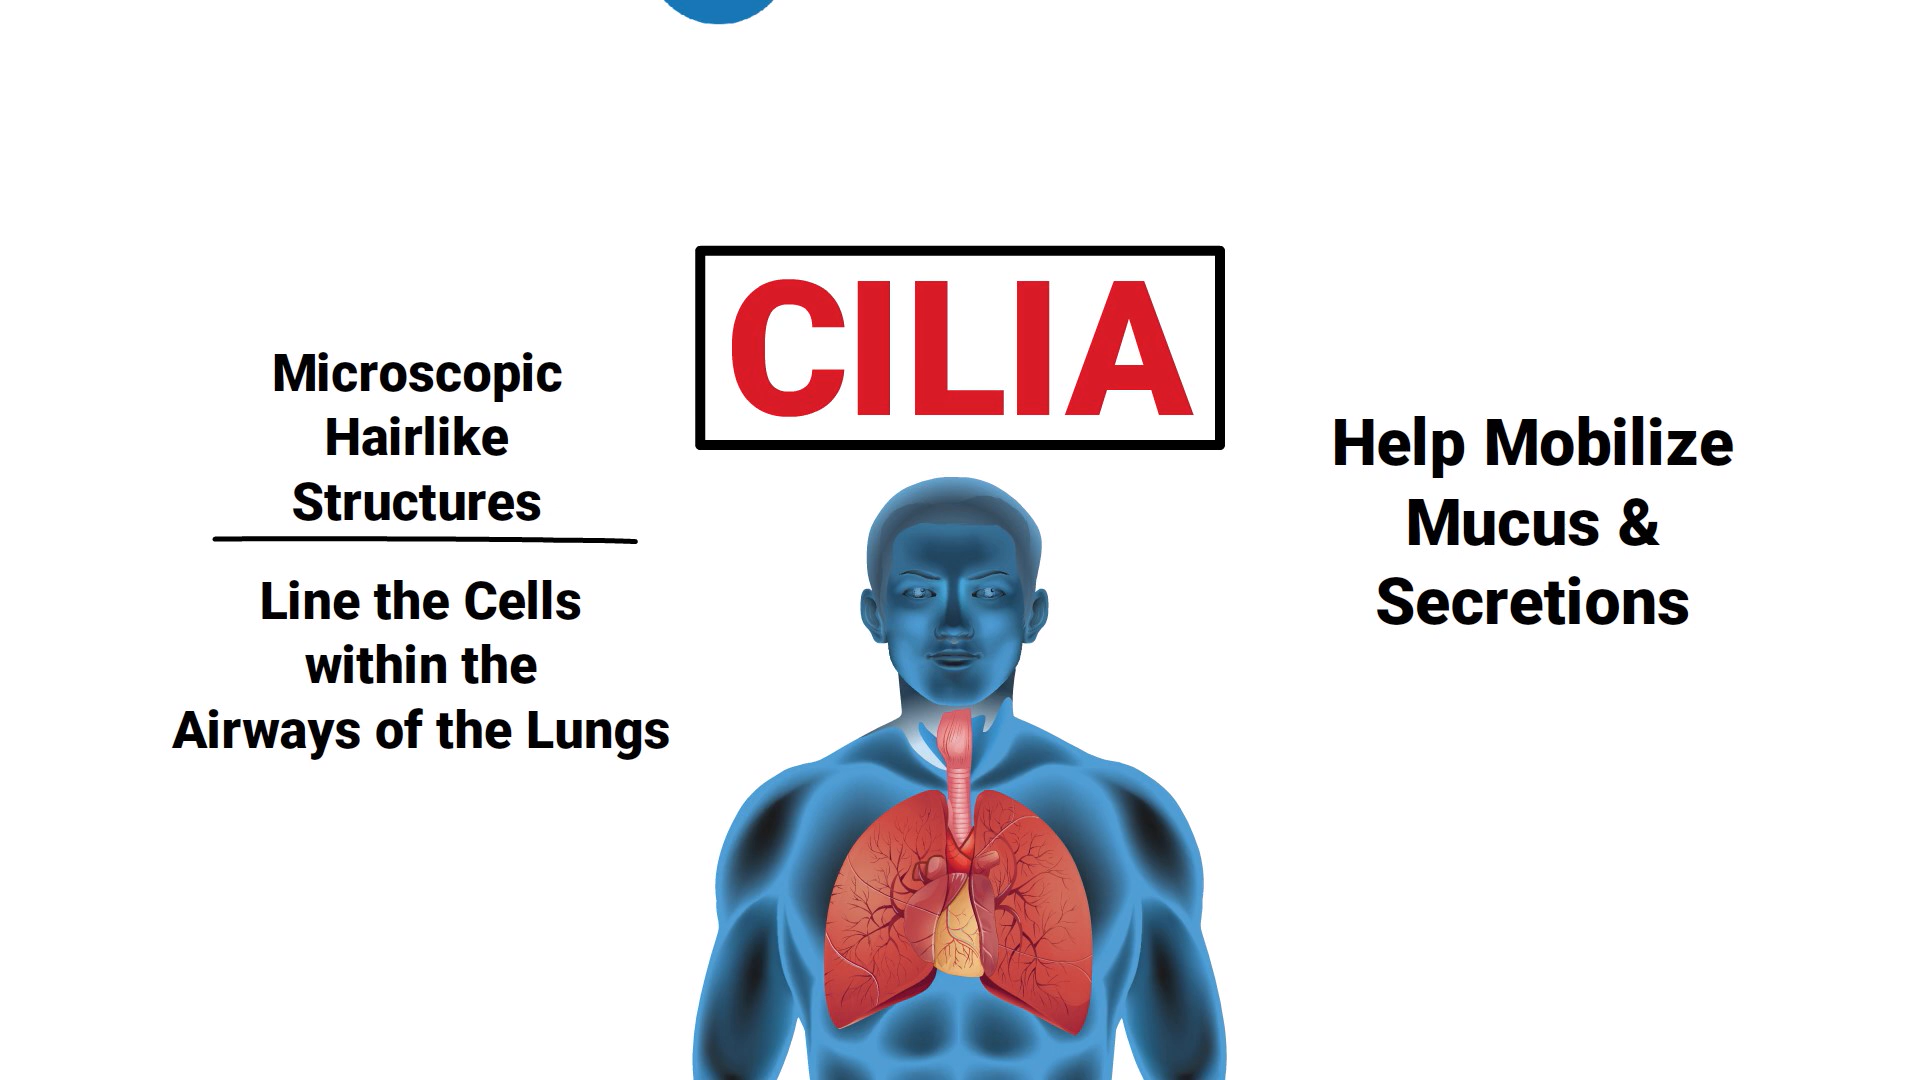 CILIA
Microscopic
Hairlike
Structures
Line the Cells
within the
Airways of the Lungs
Help Mobilize
Mucus &
Secretions